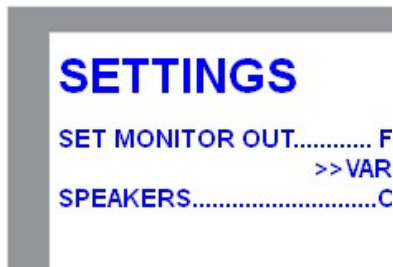 SETTINGS
SET MONITOR OUT............ F
>>VAR
SPEAKERS............................O